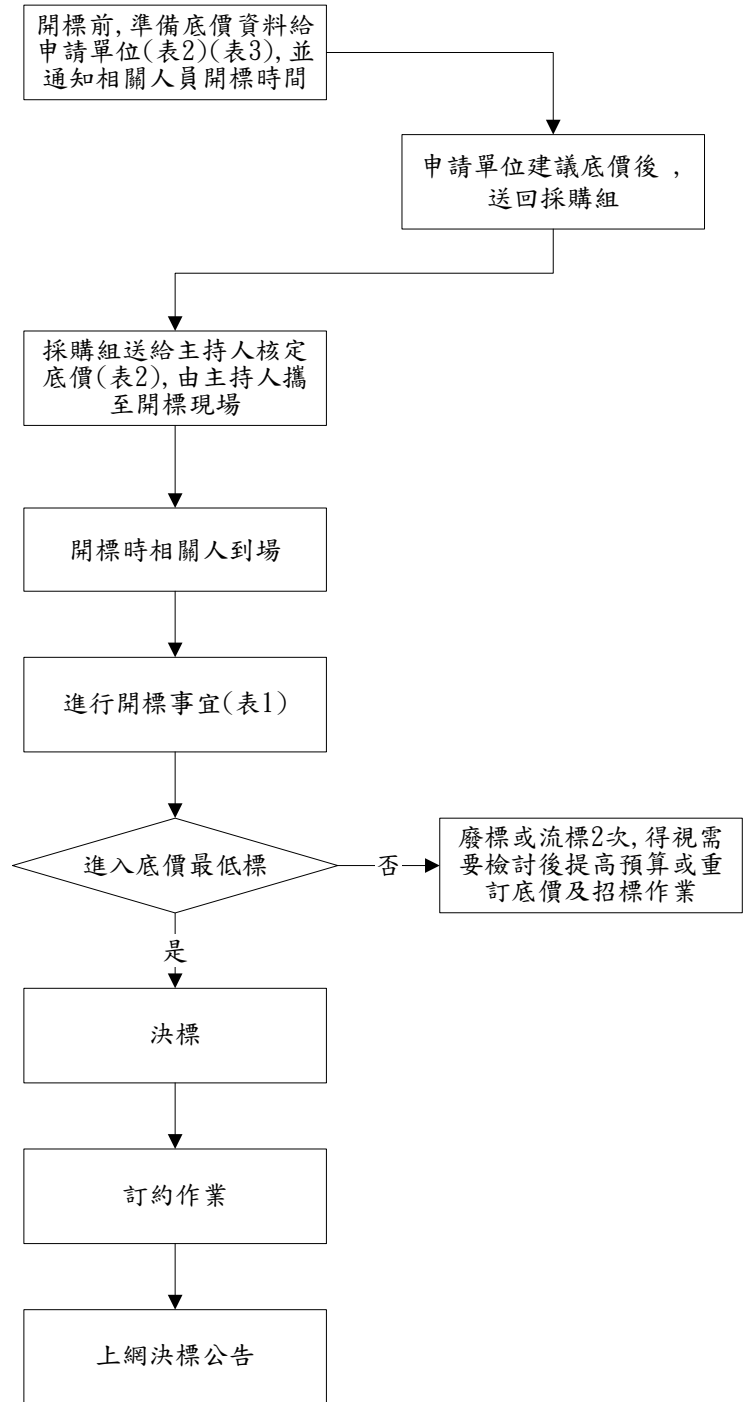 開標前,準備底價資料給
申請單位(表2)(表3),並
通知相關人員開標時間
申請單位建議底價後 ,
送回採購組
採購組送給主持人核定
底價(表2),由主持人攜
至開標現場
開標時相關人到場
進行開標事宜(表1)
進入底價最低標
否
廢標或流標2次,得視需
要檢討後提高預算或重
訂底價及招標作業
是
決標
訂約作業
上網決標公告